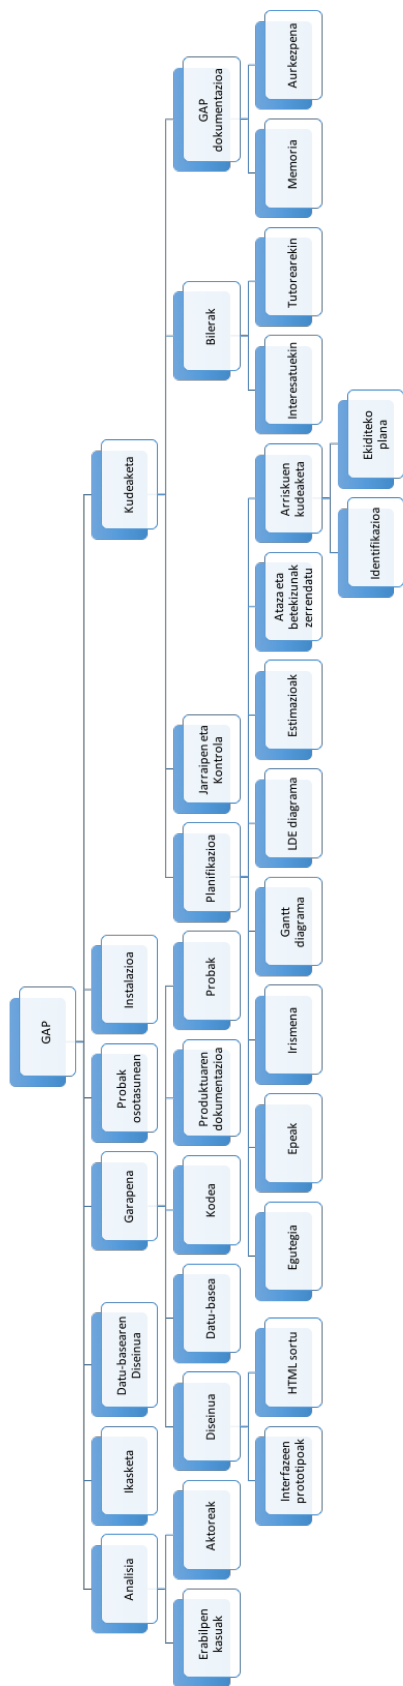 GAP
Analisia
Ikasketa
Datu-basearen
Diseinua
Garapena
Probak
osotasunean
Instalazioa
Kudeaketa
Erabilpen
kasuak
Aktoreak
Diseinua
Datu-basea
Kodea
Produktuaren
dokumentazioa
Probak
Planifikazioa
Jarraipen eta
Kontrola
Bilerak
GAP
dokumentazioa
Interfazeen
prototipoak
HTML sortu
Egutegia
Epeak
Irismena
Gantt
diagrama
LDE diagrama
Estimazioak
Ataza eta
betekizunak
zerrendatu
Arriskuen
kudeaketa
Interesatuekin
Tutorearekin
Memoria
Aurkezpena
Identifikazioa
Ekiditeko
plana